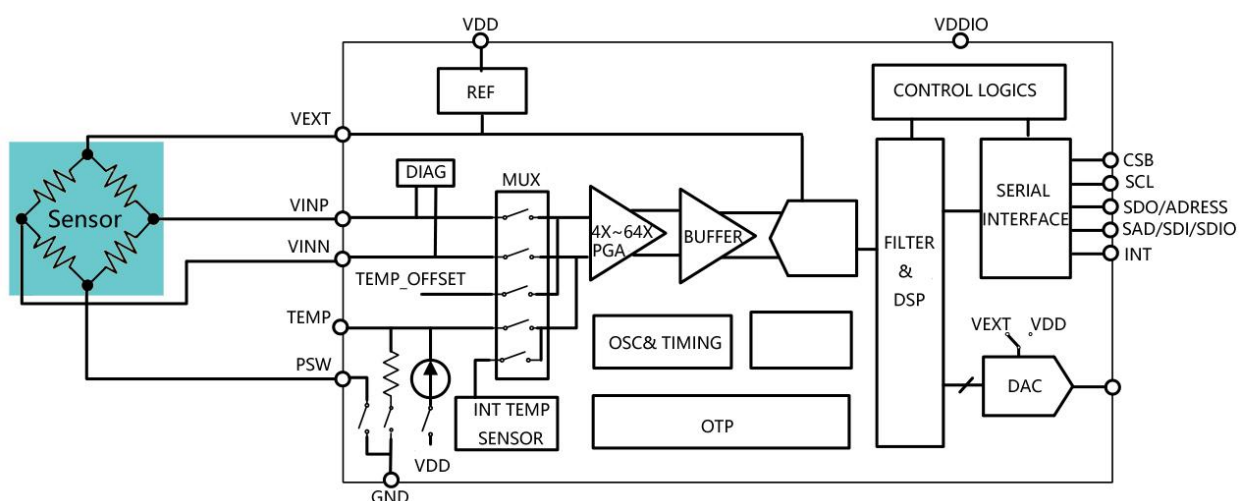 VDD
VDDIO
REF
CONTROL LOGICS
VEXT
DIAG
MUX
CSB
SCL
SERIAL
INTERFACE
SDO/ADRESS
SAD/SDI/SDIO
INT
Sensor
VINP
VINN
4X~64X
PGA
BUFFER
FILTER
&
DSP
TEMP_OFFSET
TEMP
OSC& TIMING
VEXT
VDD
PSW
DAC
INT TEMP
SENSOR
OTP
VDD
GND